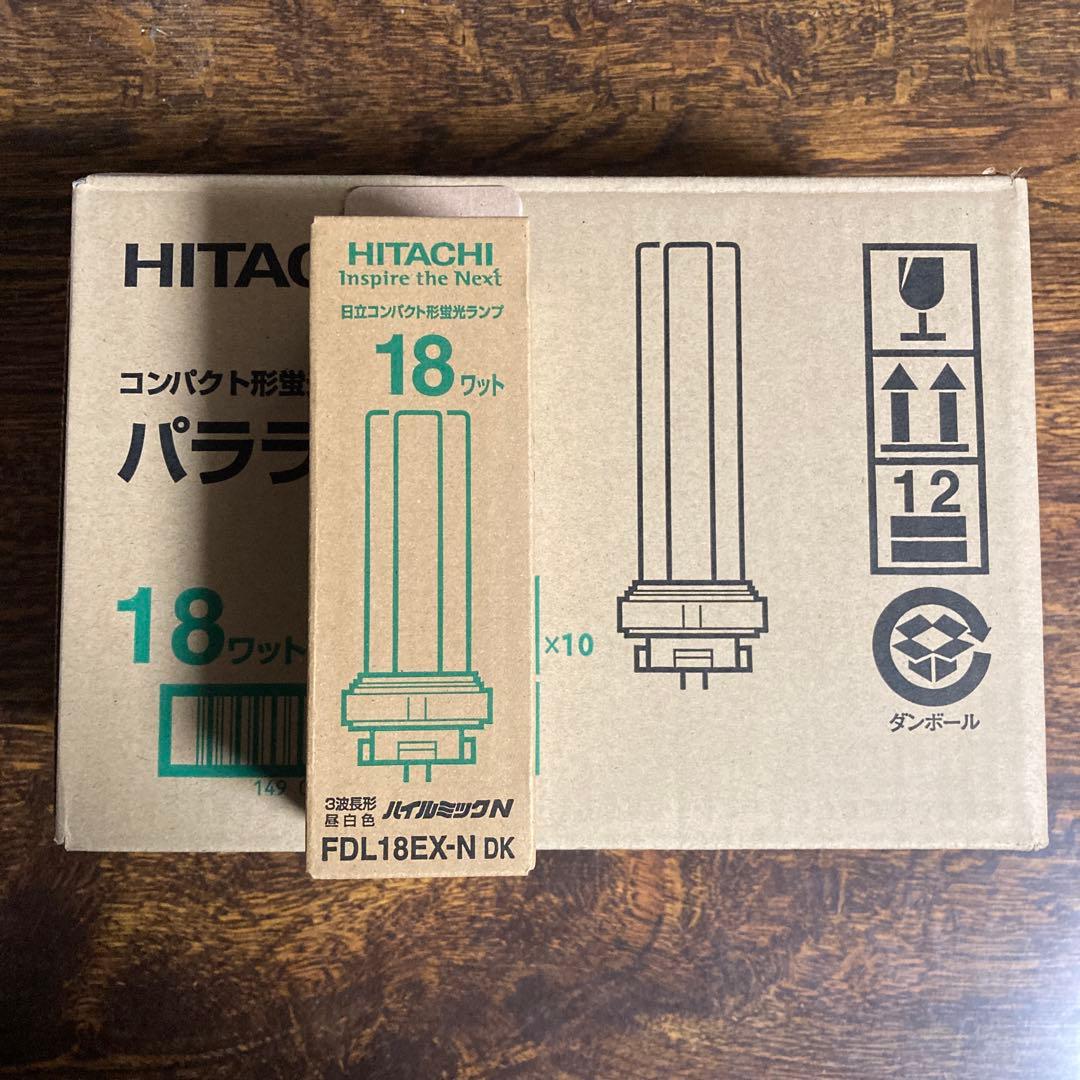 HITAC
コンパクト形蛍
パララ
18ワット
×10
149
12
ダンボール
HITACHI
Inspire the Next
日立コンパクト形蛍光ランプ
18ワット
3波長形
昼白色
ハイルミックN
FDL18EX-N DK